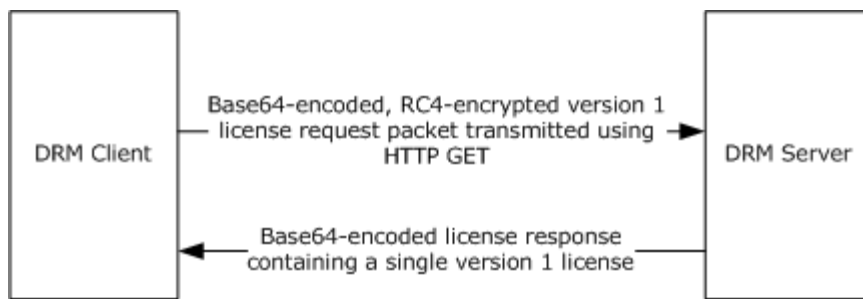 DRM Client
Base64-encoded, RC4-encrypted version 1
license request packet transmitted using
HTTP GET
DRM Server
Base64-encoded license response
containing a single version 1 license